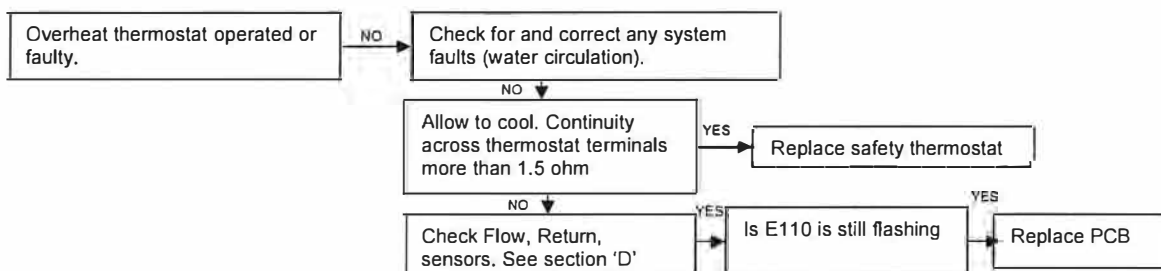 Overheat thermostat operated or
faulty.
NO
Check for and correct any system
faults (water circulation).
NO
Allow to cool. Continuity
across thermostat terminals
more than 1.5 ohm
YES
Replace safety thermostat
NO
Check Flow, Return,
sensors. See section ‘D’
YES
Is E110 is still flashing
YES
Replace PCB